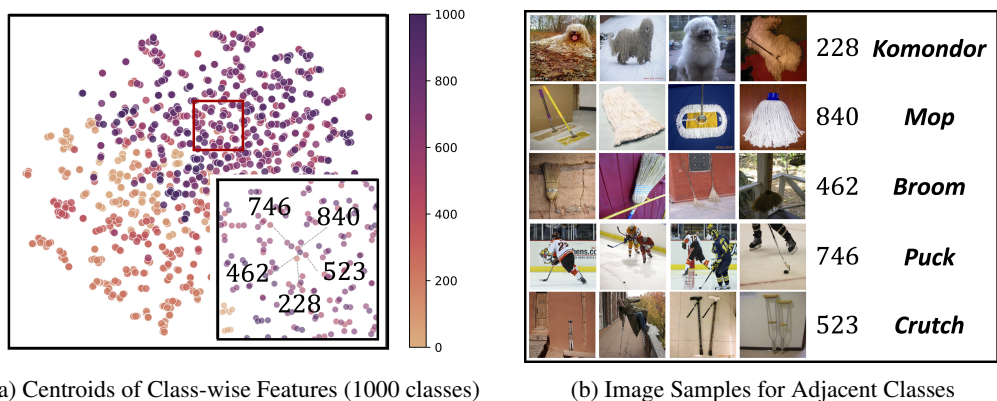 1000
800
600
400
200
0
746
840
462
523
228
228 Komondor
840 Mop
462 Broom
746 Puck
523 Crutch
a) Centroids of Class-wise Features (1000 classes)
(b) Image Samples for Adjacent Classes